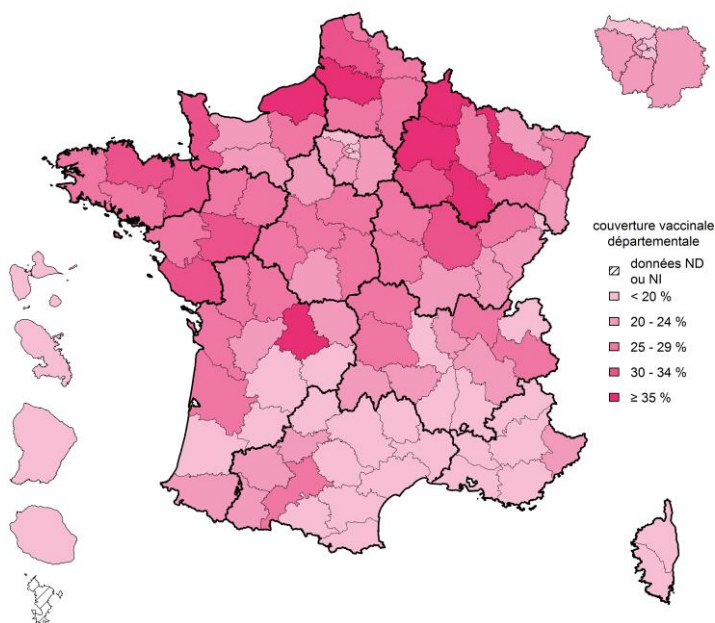 couverture vaccinale
départementale
données ND
ou NI
< 20 %
20 - 24 %
25 - 29 %
30 - 34 %
≥ 35 %